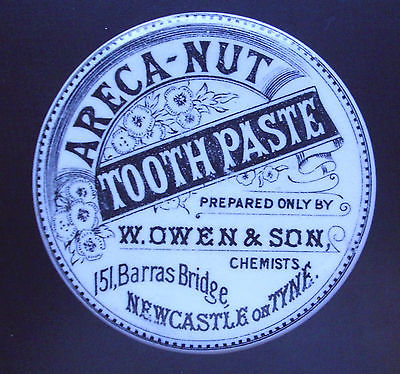 ARECA-NUT
TOOTH PASTE
PREPARED ONLY BY
W. OWEN & SON,
CHEMISTS
151, Barras Bridge
NEWCASTLE on TYNE.